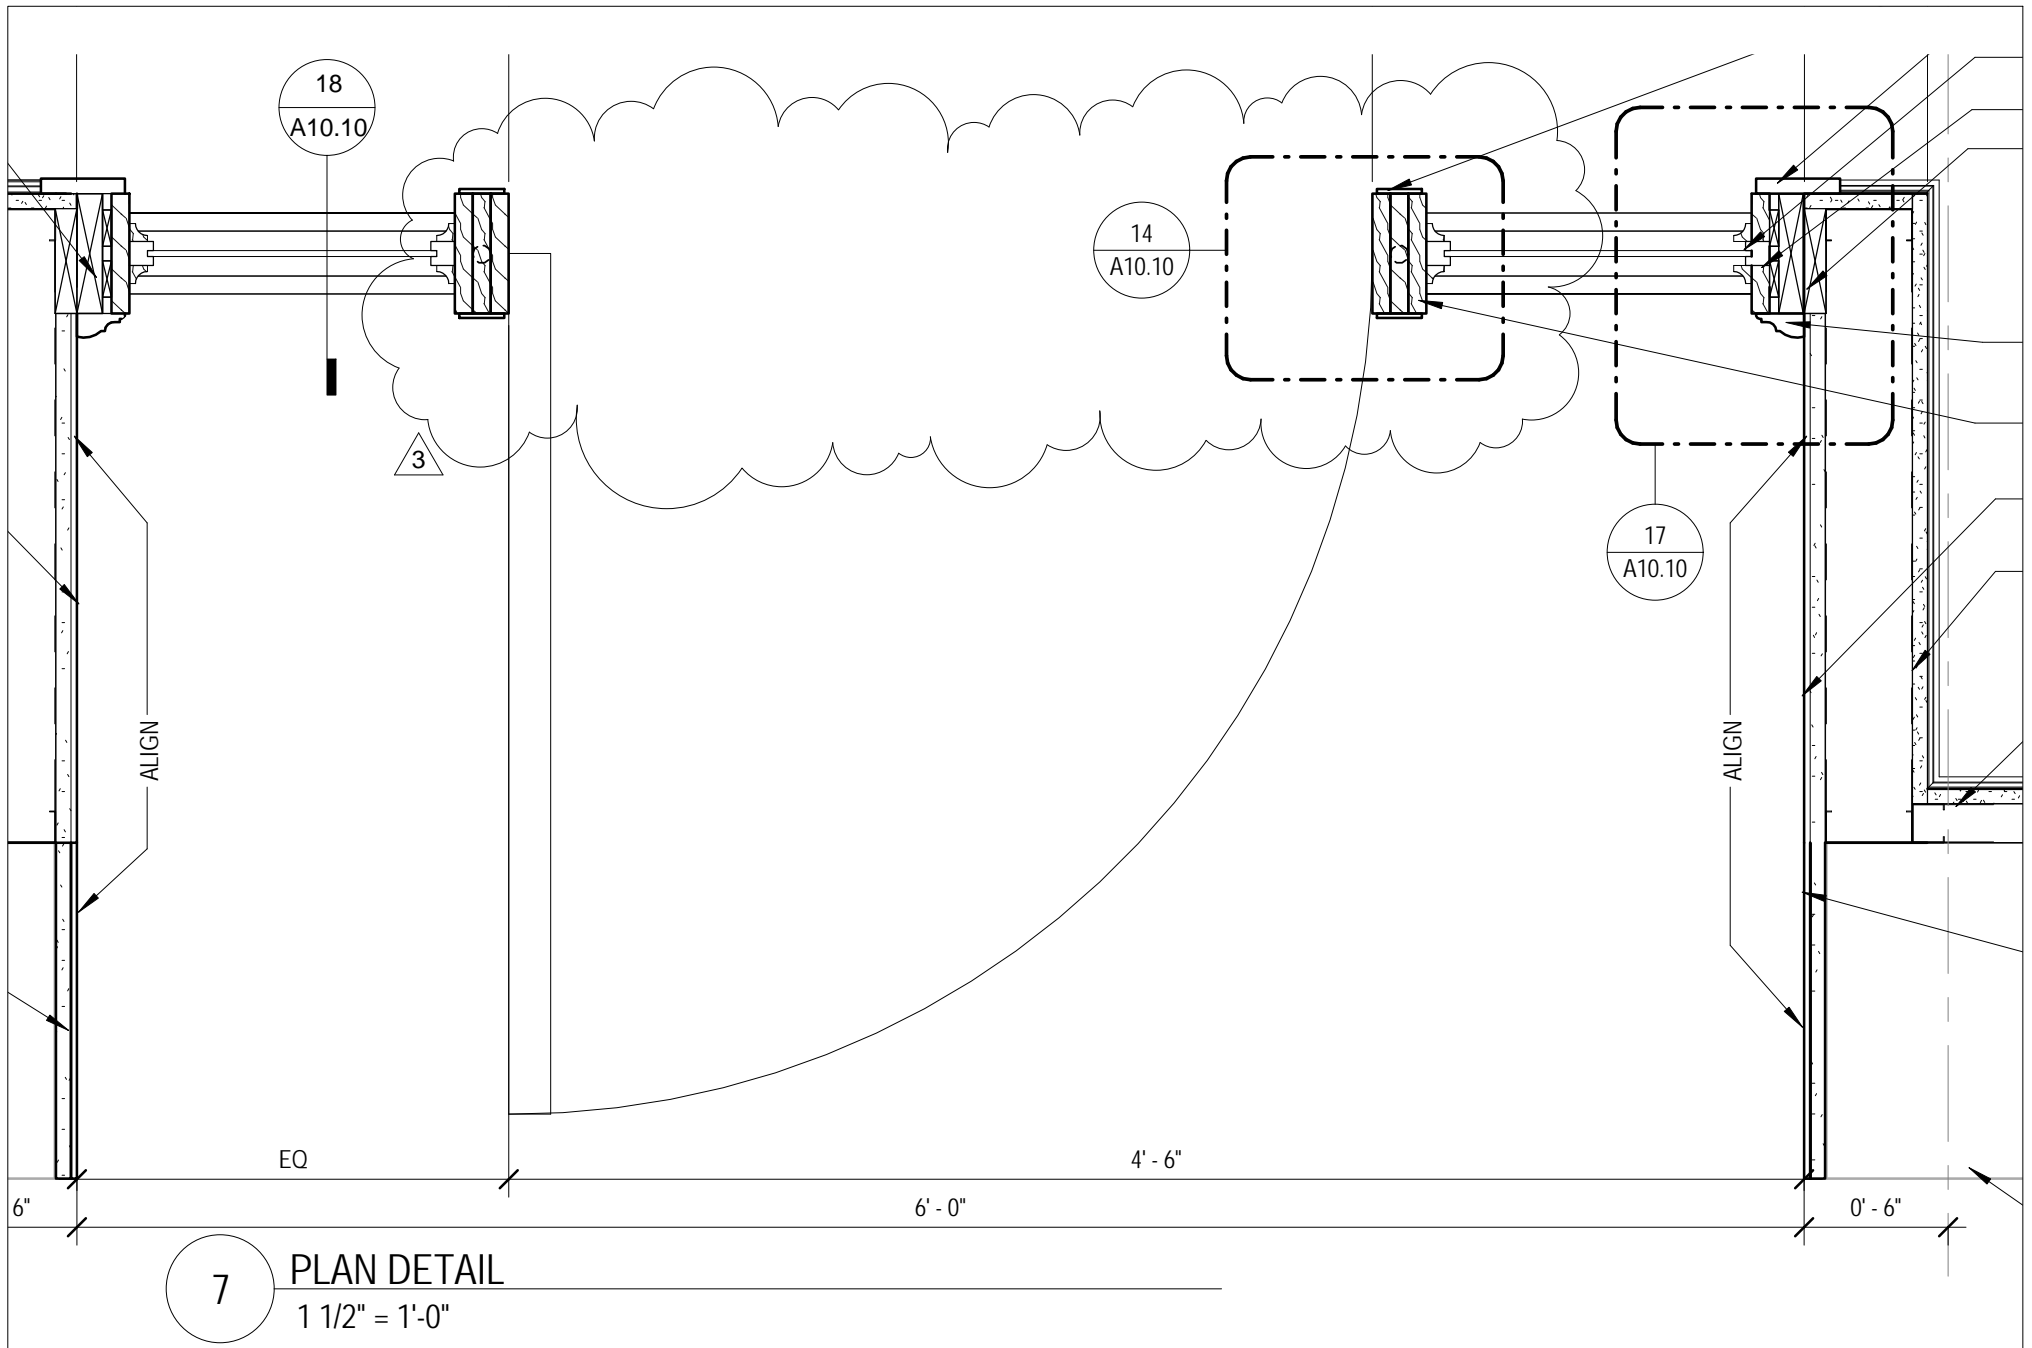 18
A10.10
14
A10.10
3
17
A10.10
ALIGN
ALIGN
EQ
4' - 6"
6"
6' - 0"
0' - 6"
7
PLAN DETAIL
1 1/2" = 1'-0"